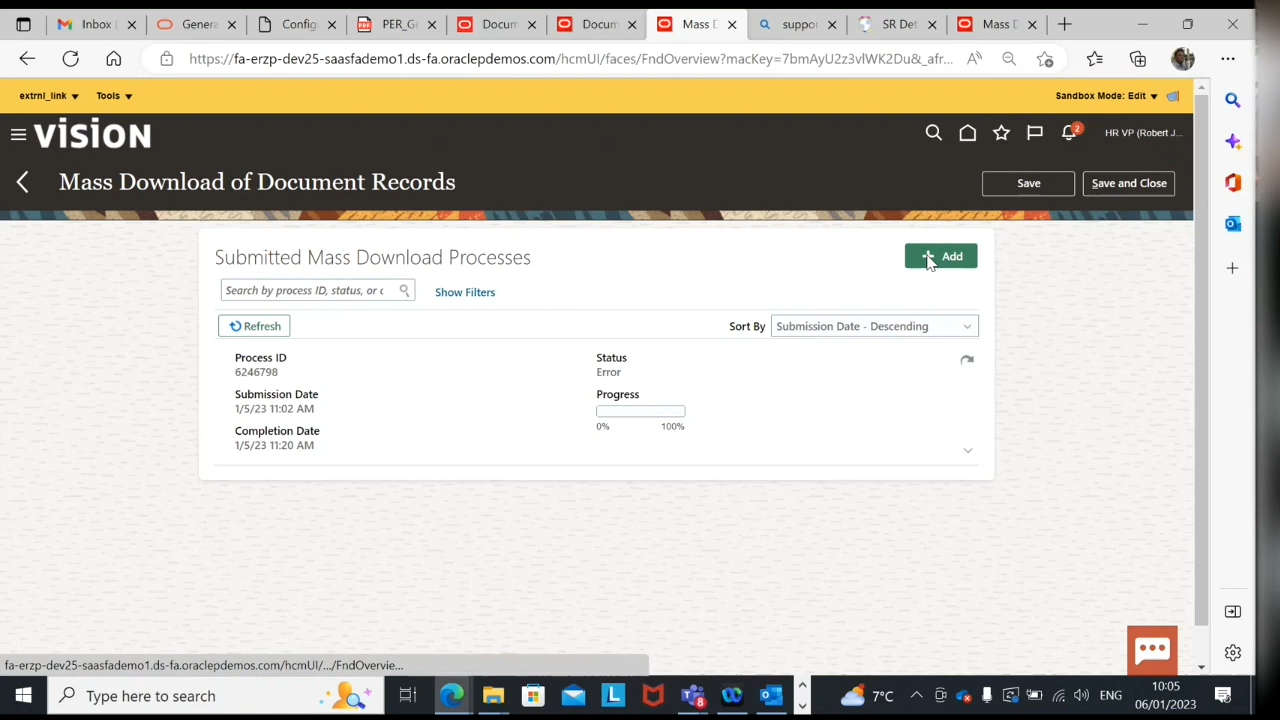 Inbox (
Genera
Config
PER_Ge
Docum
Docum
Mass D
suppo
SR Det
Mass D
https://fa-erzp-dev25-saasfademo1.ds-fa.oraclepdemos.com/hcmUI/faces/FndOverview?macKey=7bmAyU2z3vlWK2Du&_afr...
extrnl_link
Tools
Sandbox Mode: Edit
VISION
2
HR VP (Robert J...
Mass Download of Document Records
Save
Save and Close
Submitted Mass Download Processes
Add
Search by process ID, status, or c
Show Filters
Refresh
Sort By
Submission Date - Descending
Process ID
6246798
Status
Error
Submission Date
1/5/23 11:02 AM
Progress
0%
100%
Completion Date
1/5/23 11:20 AM
fa-erzp-dev25-saasfademo1.ds-fa.oraclepdemos.com/hcmUI/.../FndOvervie...
Type here to search
L
8
7°C
ENG
10:05
06/01/2023